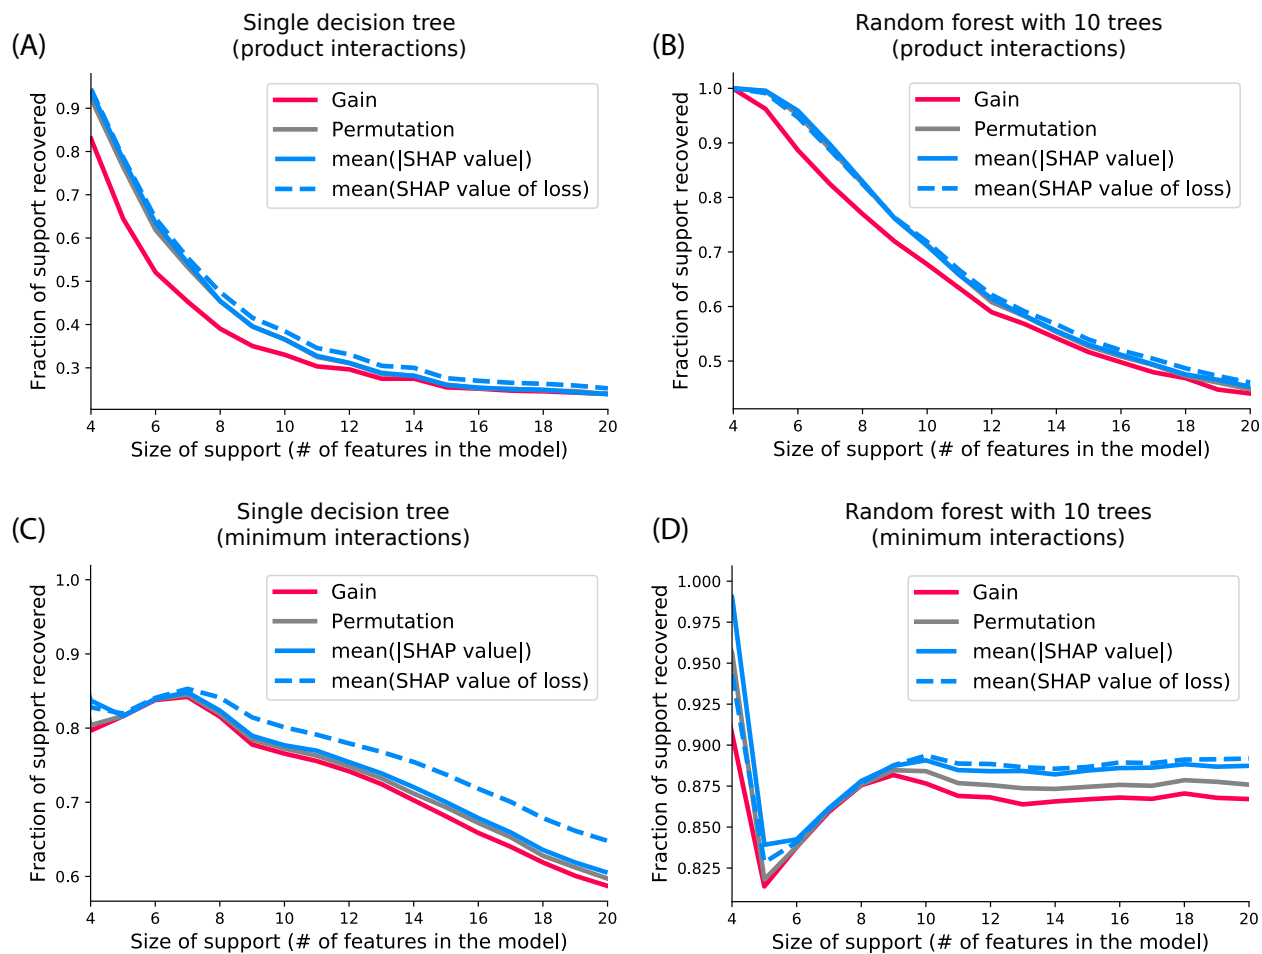 (A)
Single decision tree
(product interactions)
Fraction of support recovered
0.9
0.8
0.7
0.6
0.5
0.4
0.3
Gain
Permutation
mean(|SHAP value|)
mean(SHAP value of loss)
4 6 8 10 12 14 16 18 20
Size of support (# of features in the model)
(B)
Random forest with 10 trees
(product interactions)
Fraction of support recovered
1.0
0.9
0.8
0.7
0.6
0.5
Gain
Permutation
mean(|SHAP value|)
mean(SHAP value of loss)
4 6 8 10 12 14 16 18 20
Size of support (# of features in the model)
(C)
Single decision tree
(minimum interactions)
Fraction of support recovered
1.0
0.9
0.8
0.7
0.6
Gain
Permutation
mean(|SHAP value|)
mean(SHAP value of loss)
4 6 8 10 12 14 16 18 20
Size of support (# of features in the model)
(D)
Random forest with 10 trees
(minimum interactions)
Fraction of support recovered
1.000
0.975
0.950
0.925
0.900
0.875
0.850
0.825
Gain
Permutation
mean(|SHAP value|)
mean(SHAP value of loss)
4 6 8 10 12 14 16 18 20
Size of support (# of features in the model)